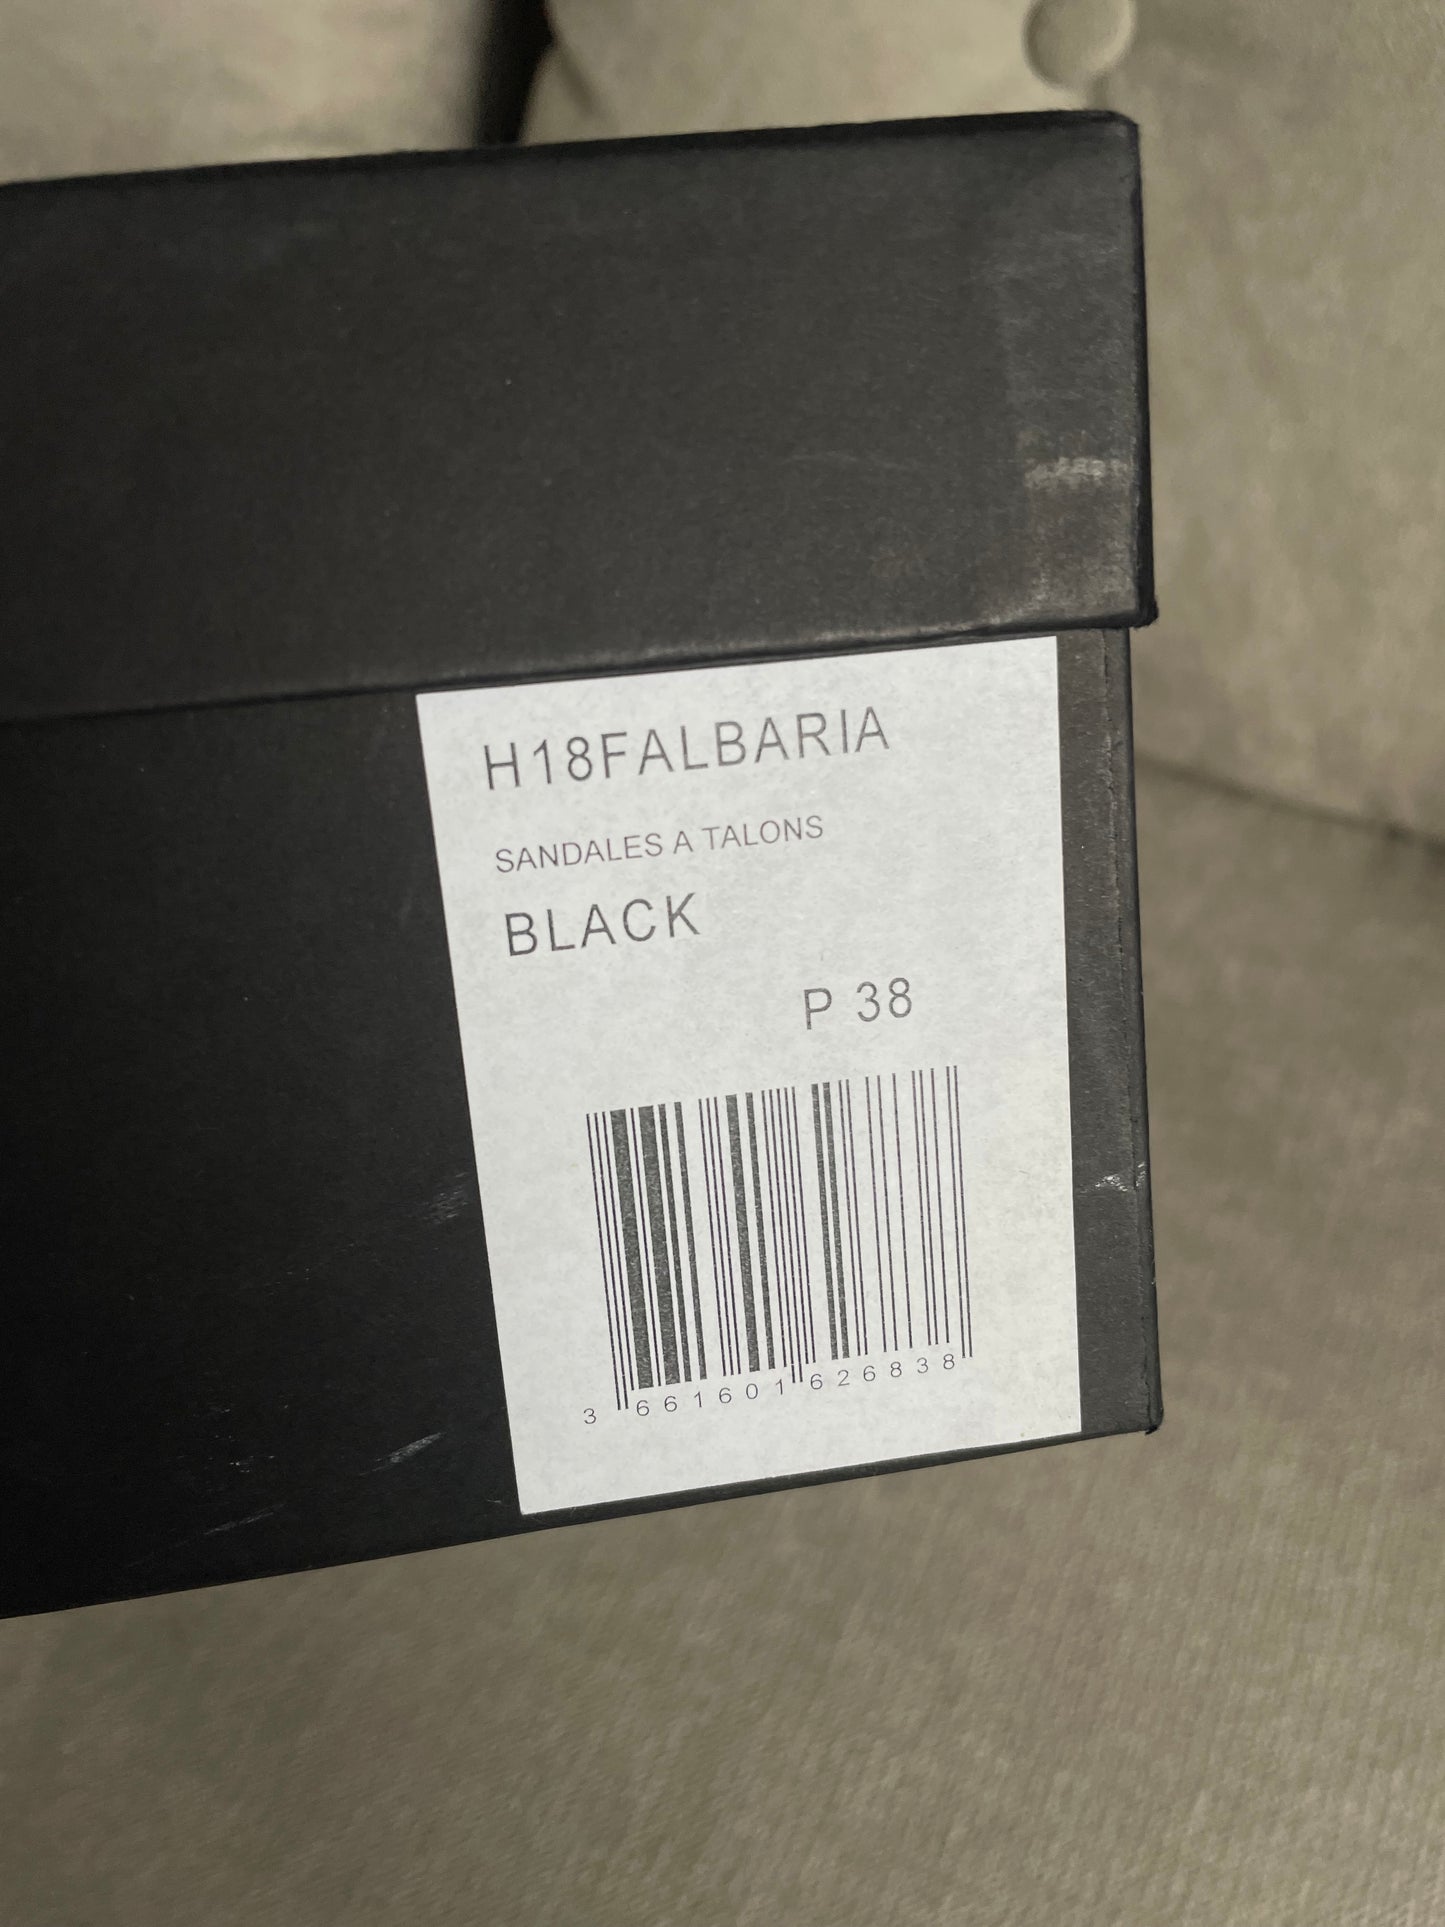 H18FALBARIA
SANDALES A TALONS
BLACK
P 38
3 661601 626838